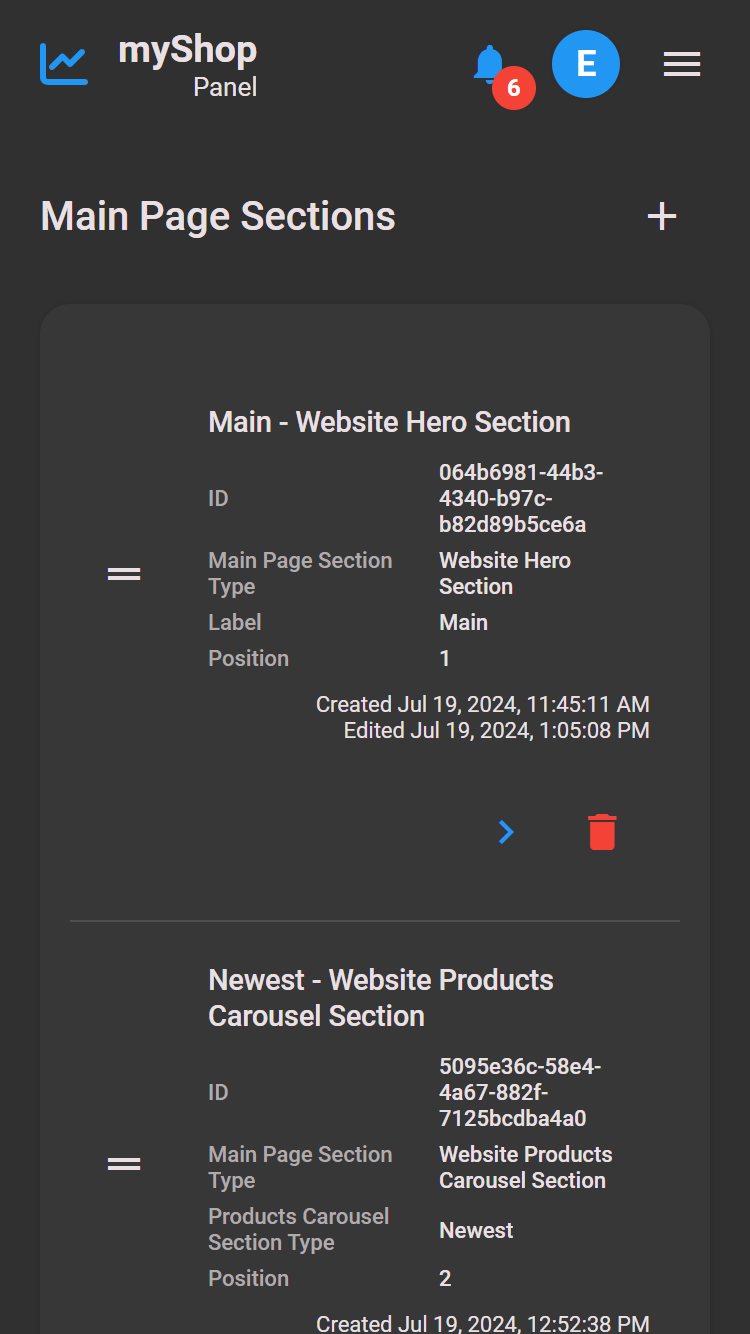 myShop
Panel
6
E
Main Page Sections
Main - Website Hero Section
ID
064b6981-44b3-
4340-b97c-
b82d89b5ce6a
Main Page Section
Type
Website Hero
Section
Label
Main
Position
1
Created Jul 19, 2024, 11:45:11 AM
Edited Jul 19, 2024, 1:05:08 PM
Newest - Website Products
Carousel Section
ID
5095e36c-58e4-
4a67-882f-
7125bcdba4a0
Main Page Section
Type
Website Products
Carousel Section
Products Carousel
Section Type
Newest
Position
2
Created Jul 19, 2024, 12:52:38 PM